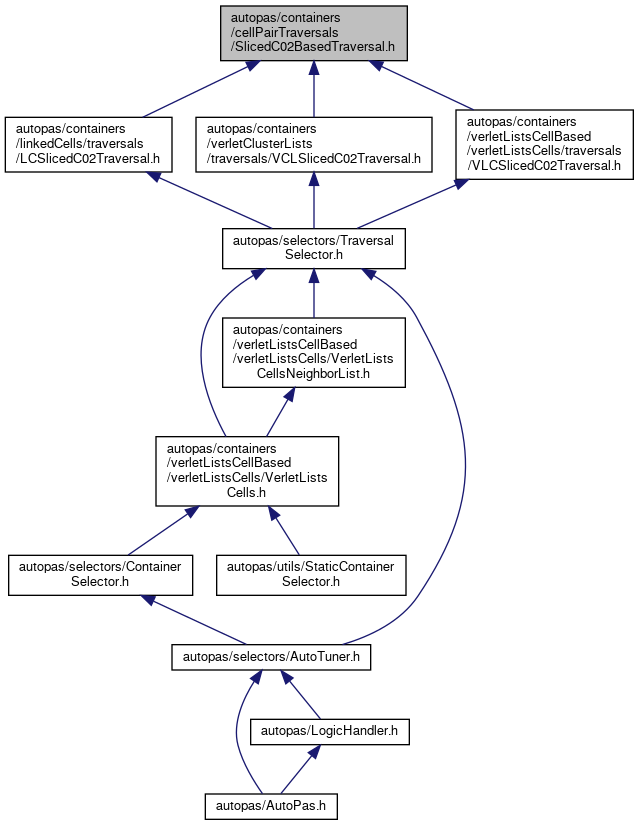 autopas/containers
/cellPairTraversals
/SlicedC02BasedTraversal.h
autopas/containers
/linkedCells/traversals
/LCSlicedC02Traversal.h
autopas/containers
/verletClusterLists
/traversals/VCLSlicedC02Traversal.h
autopas/containers
/verletListsCellBased
/verletListsCells/traversals
/VLCSlicedC02Traversal.h
autopas/selectors/Traversal
Selector.h
autopas/containers
/verletListsCellBased
/verletListsCells/VerletLists
CellsNeighborList.h
autopas/containers
/verletListsCellBased
/verletListsCells/VerletLists
Cells.h
autopas/selectors/Container
Selector.h
autopas/utils/StaticContainer
Selector.h
autopas/selectors/AutoTuner.h
autopas/LogicHandler.h
autopas/AutoPas.h